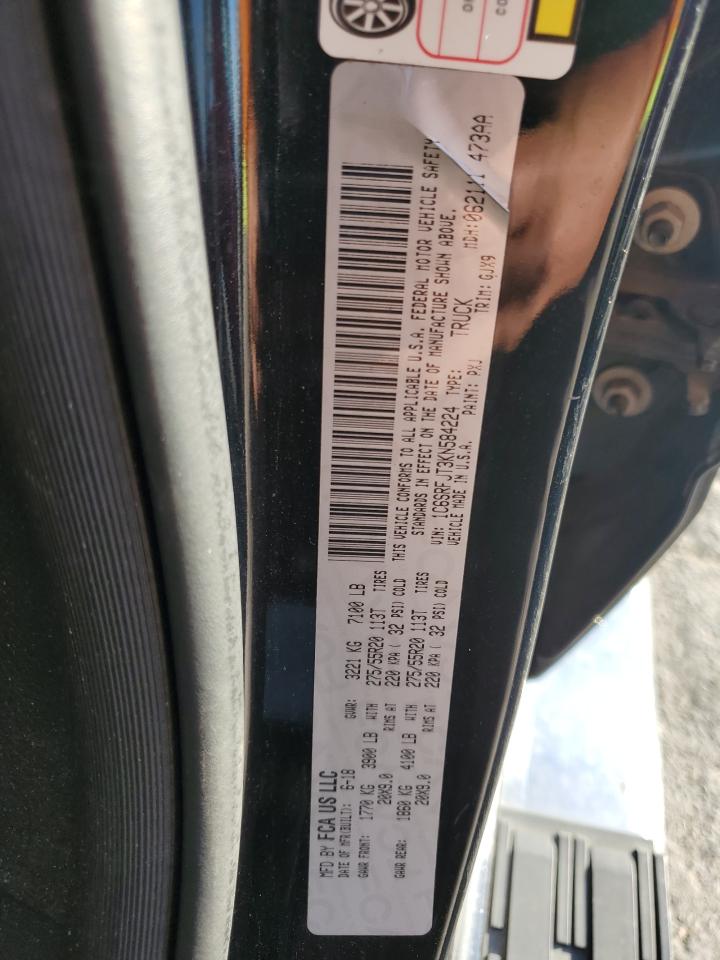 MFD BY FCA US LLC
DATE OF MFR(BUILT): 6-18 GVWR: 3221 KG 7100 LB
GAWR FRONT: 1770 KG 3900 LB WITH 275/55R20 113T TIRES
20X9.0 RIMS AT 220 KPA ( 32 PSI) COLD
GAWR REAR: 1860 KG 4100 LB WITH 275/55R20 113T TIRES
20X9.0 RIMS AT 220 KPA ( 32 PSI) COLD
THIS VEHICLE CONFORMS TO ALL APPLICABLE U.S.A. FEDERAL MOTOR VEHICLE SAFETY
STANDARDS IN EFFECT ON THE DATE OF MANUFACTURE SHOWN ABOVE.
VIN: 1C6SRFJT3KN584224 TYPE: TRUCK MDH:062111 473AA
VEHICLE MADE IN U.S.A. PAINT: PXJ TRIM: GJX9